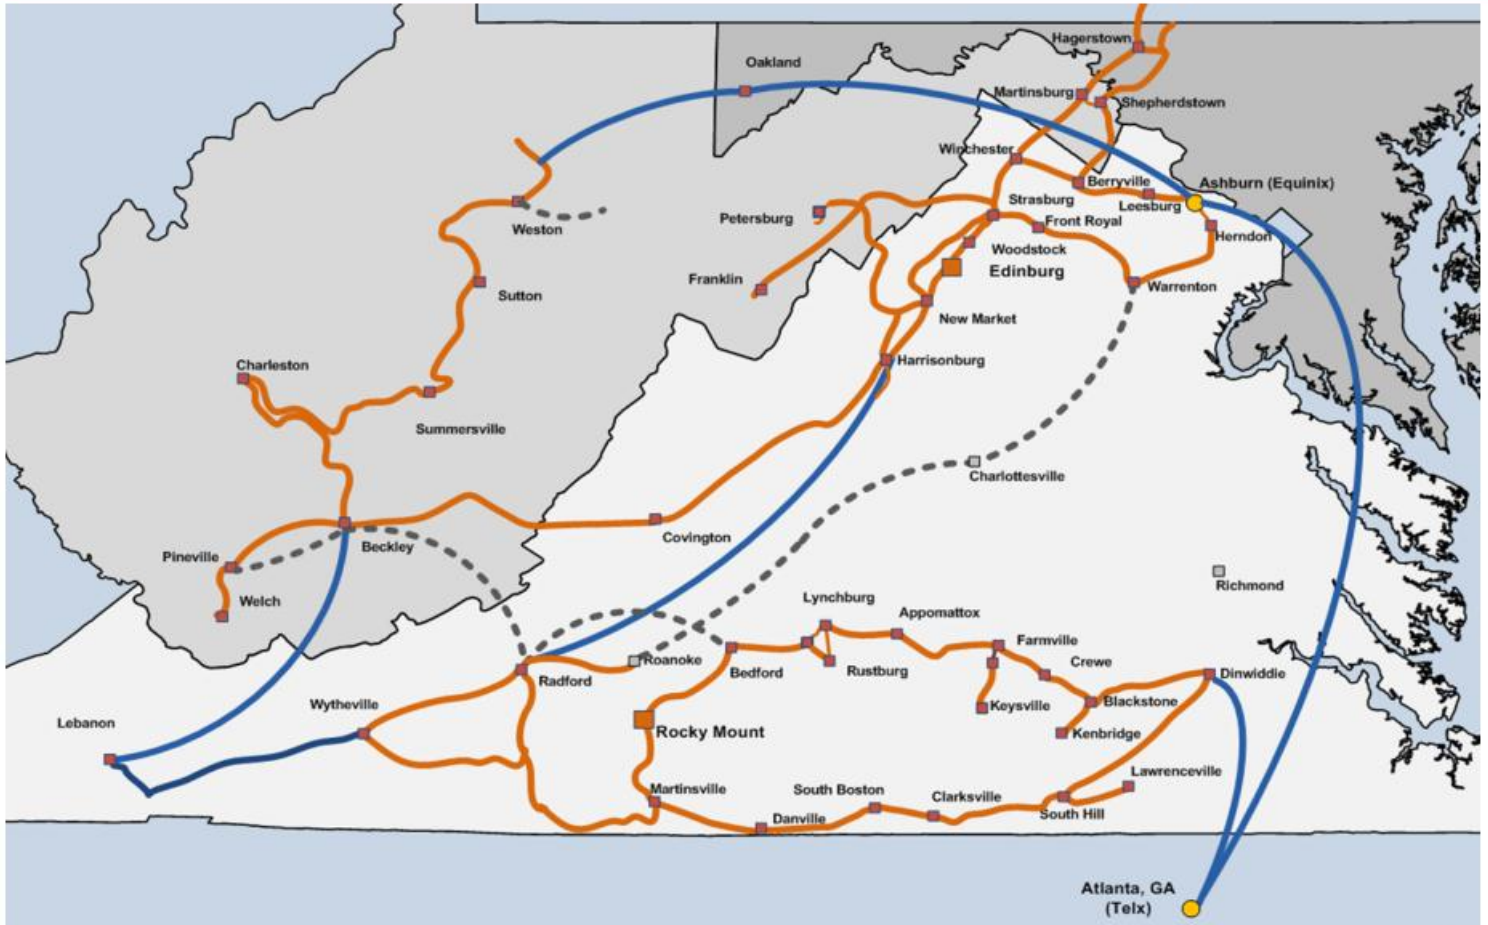 Hagerstown
Oakland
Martinsburg
Shepherdstown
Winchester
Berryville
Ashburn (Equinix)
Leesburg
Strasburg
Petersburg
Front Royal
Weston
Herndon
Woodstock
Edinburg
Franklin
Warrenton
Sutton
New Market
Harrisonburg
Charleston
Summersville
Charlottesville
Covington
Beckley
Pineville
Richmond
Welch
Lynchburg
Appomattox
Farmville
Roanoke
Crewe
Bedford
Rustburg
Dinwiddie
Radford
Blackstone
Wytheville
Keysville
Lebanon
Rocky Mount
Kenbridge
Lawrenceville
Martinsville
South Boston
Clarksville
South Hill
Danville
Atlanta, GA
(Telx)